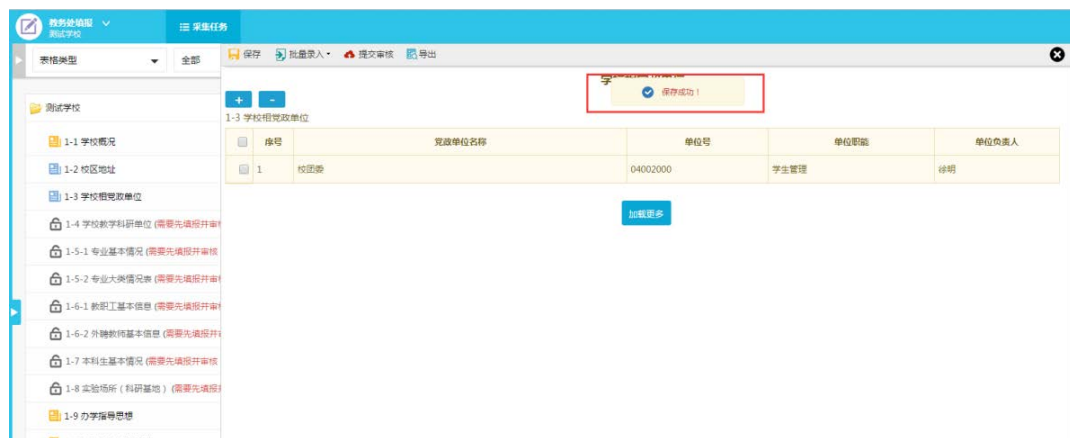 教务处填报
测试学校
采集任务
表格类型
全部
保存 批量录入 提交审核 导出
学
保存成功！
+ -
1-3 学校相党政单位
序号 党政单位名称 单位号 单位职能 单位负责人
1 校团委 04002000 学生管理 徐明
加载更多
测试学校
1-1 学校概况
1-2 校区地址
1-3 学校相党政单位
1-4 学校教学科研单位 (需要先填报并审
1-5-1 专业基本情况 (需要先填报并审核
1-5-2 专业大类情况表 (需要先填报并审
1-6-1 教职工基本信息 (需要先填报并审
1-6-2 外聘教师基本信息 (需要先填报并
1-7 本科生基本情况 (需要先填报并审核
1-8 实验场所（科研基地）(需要先填报
1-9 办学指导思想